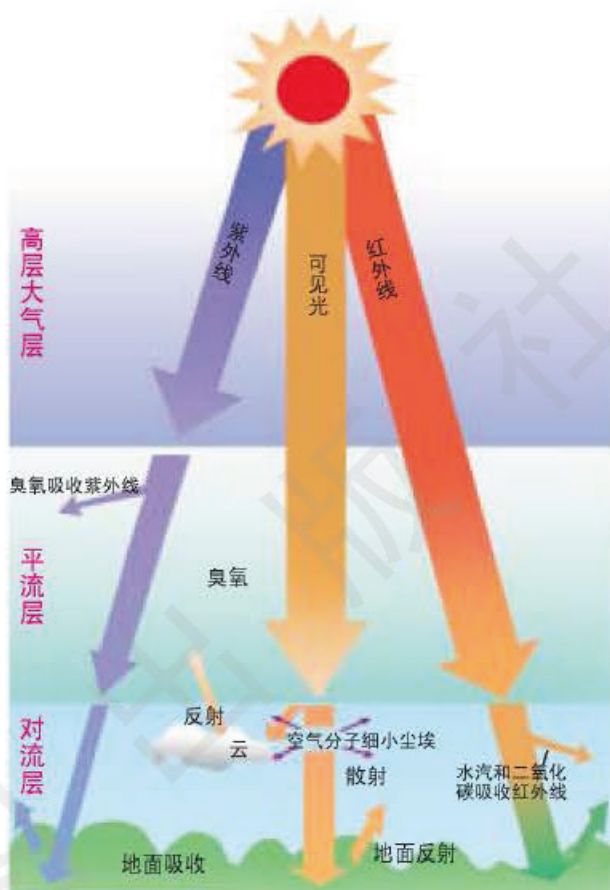 高层大气层
紫外线
可见光
红外线
臭氧吸收紫外线
平流层
臭氧
对流层
反射
云
空气分子细小尘埃
散射
水汽和二氧化
碳吸收红外线
地面吸收
地面反射
出版社